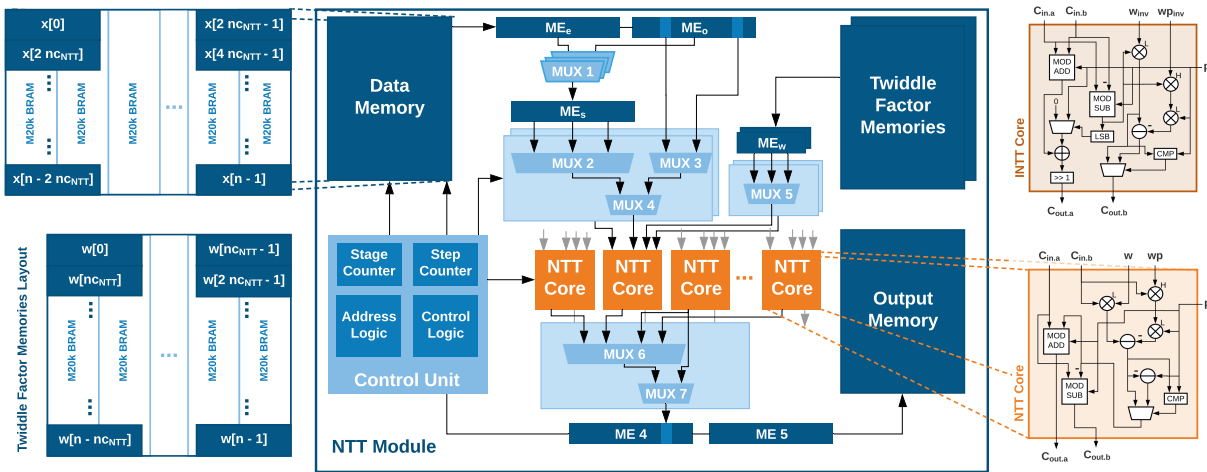 x[0]
x[2 nc_NTT]
x[2 nc_NTT - 1]
x[4 nc_NTT - 1]
M20k BRAM
M20k BRAM
M20k BRAM
...
M20k BRAM
M20k BRAM
x[n - 2 nc_NTT]
x[n - 1]
Twiddle Factor Memories Layout
w[0]
w[nc_NTT]
w[nc_NTT - 1]
w[2 nc_NTT - 1]
M20k BRAM
M20k BRAM
...
M20k BRAM
M20k BRAM
w[n - nc_NTT]
w[n - 1]
Data
Memory
ME_e
ME_o
MUX 1
ME_s
MUX 2
MUX 3
MUX 4
ME_w
MUX 5
Twiddle
Factor
Memories
Stage
Counter
Step
Counter
Address
Logic
Control
Logic
Control Unit
NTT
Core
NTT
Core
NTT
Core
...
NTT
Core
MUX 6
MUX 7
Output
Memory
ME 4
ME 5
NTT Module
INTT Core
C_in.a
C_in.b
w_inv
wp_inv
p
MOD
ADD
MOD
SUB
L
H
L
0
-
LSB
-
CMP
>> 1
C_out.a
C_out.b
NTT Core
C_in.a
C_in.b
w
wp
p
H
L
L
MOD
ADD
-
-
MOD
SUB
-
CMP
C_out.a
C_out.b